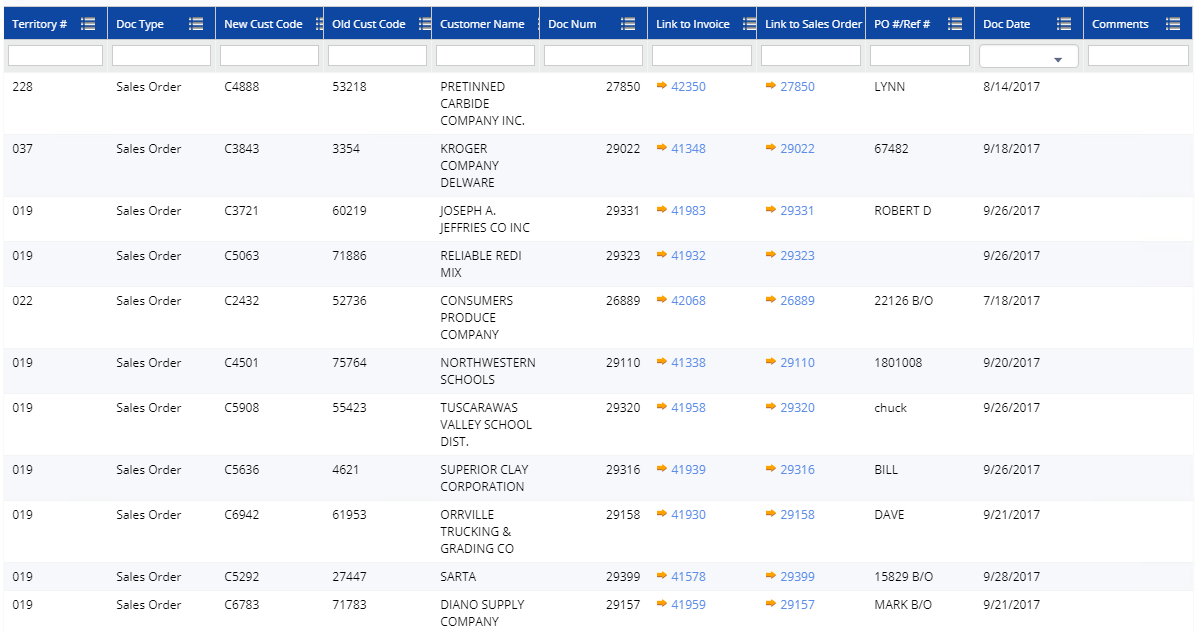 Territory # Doc Type New Cust Code Old Cust Code Customer Name Doc Num Link to Invoice Link to Sales Order PO #/Ref # Doc Date Comments
228 Sales Order C4888 53218 PRETINNED 27850 42350 27850 LYNN 8/14/2017
CARBIDE
COMPANY INC.
037 Sales Order C3843 3354 KROGER 29022 41348 29022 67482 9/18/2017
COMPANY
DELWARE
019 Sales Order C3721 60219 JOSEPH A. 29331 41983 29331 ROBERT D 9/26/2017
JEFFRIES CO INC
019 Sales Order C5063 71886 RELIABLE REDI 29323 41932 29323 9/26/2017
MIX
022 Sales Order C2432 52736 CONSUMERS 26889 42068 26889 22126 B/O 7/18/2017
PRODUCE
COMPANY
019 Sales Order C4501 75764 NORTHWESTERN 29110 41338 29110 1801008 9/20/2017
SCHOOLS
019 Sales Order C5908 55423 TUSCARAWAS 29320 41958 29320 chuck 9/26/2017
VALLEY SCHOOL
DIST.
019 Sales Order C5636 4621 SUPERIOR CLAY 29316 41939 29316 BILL 9/26/2017
CORPORATION
019 Sales Order C6942 61953 ORRVILLE 29158 41930 29158 DAVE 9/21/2017
TRUCKING &
GRADING CO
019 Sales Order C5292 27447 SARTA 29399 41578 29399 15829 B/O 9/28/2017
019 Sales Order C6783 71783 DIANO SUPPLY 29157 41959 29157 MARK B/O 9/21/2017
COMPANY